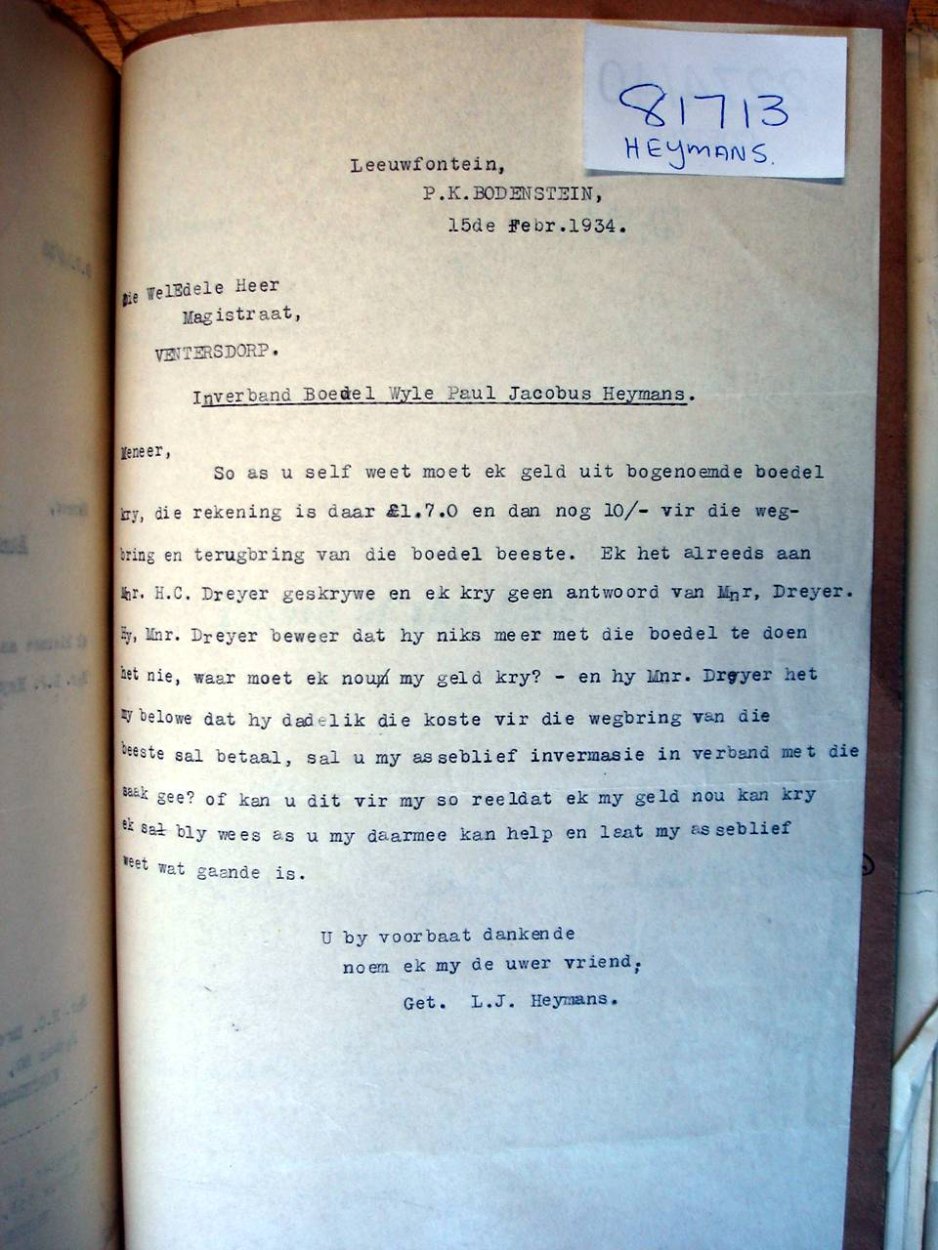 81713
HEYMANS.
Leeuwfontein,
P.K.BODENSTEIN,
15de Febr.1934.
Die WelEdele Heer
Magistraat,
VENTERSDORP.
Inverband Boedel Wyle Paul Jacobus Heymans.
Meneer,
So as u self weet moet ek geld uit bogenoemde boedel
kry, die rekening is daar £1.7.0 en dan nog 10/- vir die weg-
bring en terugbring van die boedel beeste. Ek het alreeds aan
Mnr. H.C. Dreyer geskrywe en ek kry geen antwoord van Mnr, Dreyer.
Hy, Mnr. Dreyer beweer dat hy niks meer met die boedel te doen
het nie, waar moet ek nou my geld kry? - en hy Mnr. Dreyer het
my belowe dat hy dadelik die koste vir die wegbring van die
beeste sal betaal, sal u my asseblief invermasie in verband met die
saak gee? of kan u dit vir my so reeldat ek my geld nou kan kry
ek sal bly wees as u my daarmee kan help en laat my asseblief
weet wat gaande is.
U by voorbaat dankende
noem ek my de uwer vriend;
Get. L.J. Heymans.